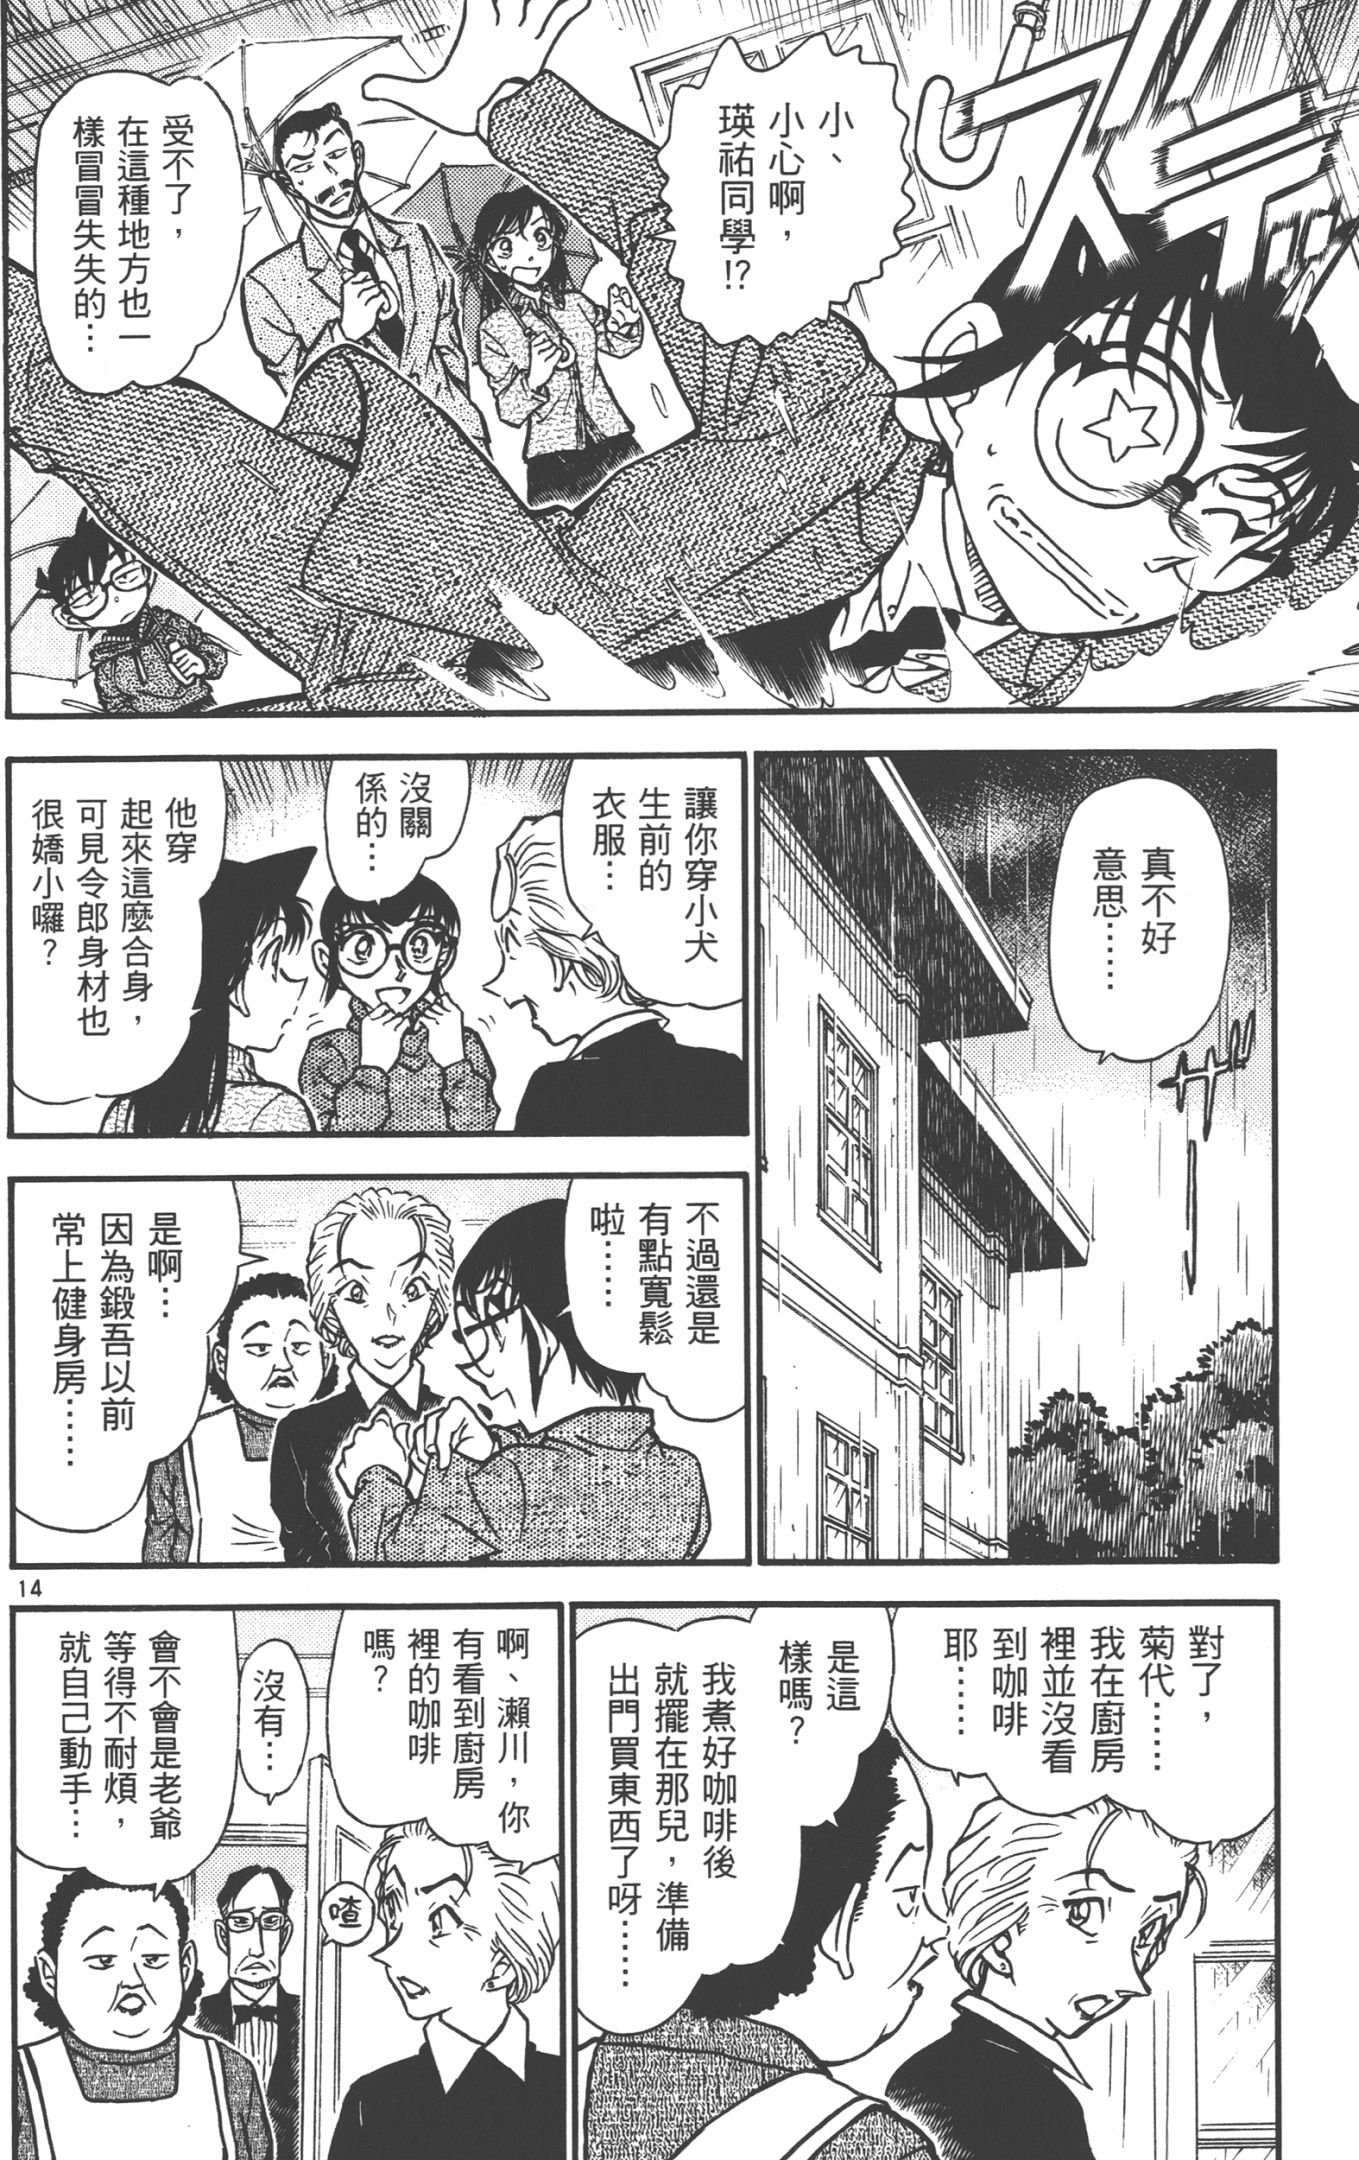 ズデ
小、
小心啊，
瑛祐同學!?
受不了，
在這種地方也一
樣冒冒失失的…
真不好
意思……
ザザー
讓你穿小犬
生前的
衣服…
沒關
係的…
他穿
起來這麼合身，
可見令郎身材也
很嬌小囉？
不過還是
有點寬鬆
啦……
是啊…
因為鍛吾以前
常上健身房……
14
對了，
菊代……
我在廚房
裡並沒看
到咖啡
耶……
是這
樣嗎？
我煮好咖啡後
就擺在那兒，準備
出門買東西了呀……
啊、瀨川，你
有看到廚房
裡的咖啡
嗎？
喳
沒有…
會不會是老爺
等得不耐煩，
就自己動手…